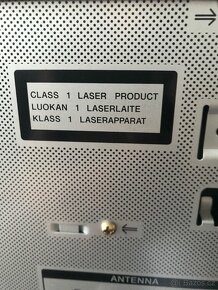 CLASS 1 LASER PRODUCT
LUOKAN 1 LASERLAITE
KLASS 1 LASERAPPARAT
ANTENNA